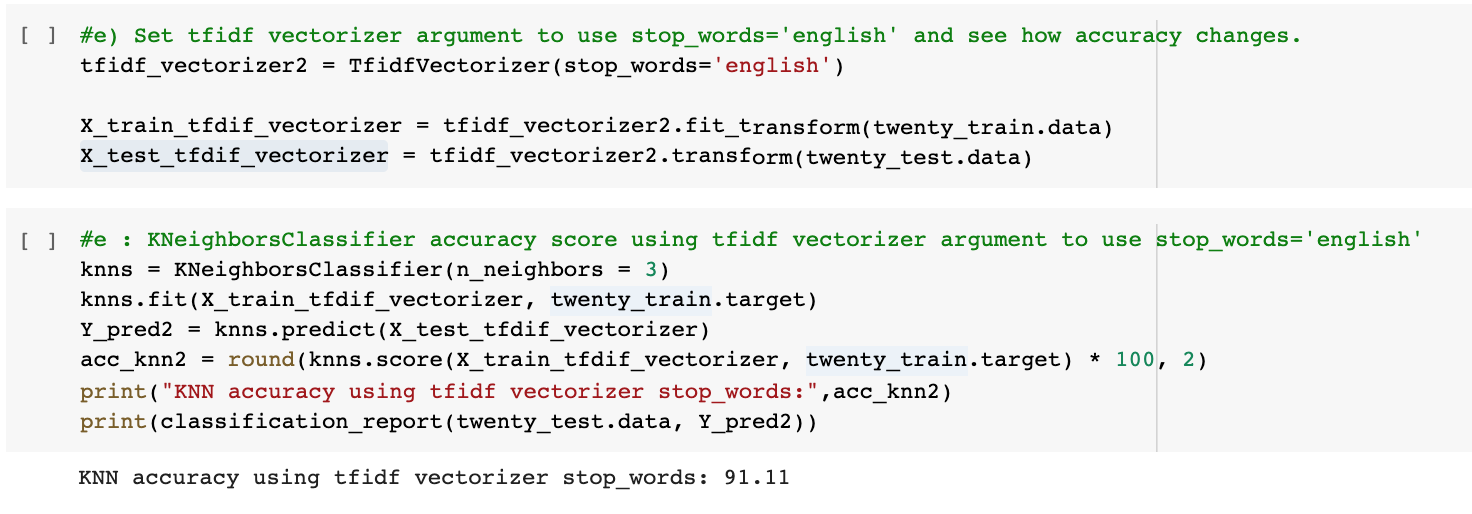 [ ] #e) Set tfidf vectorizer argument to use stop_words='english' and see how accuracy changes.
tfidf_vectorizer2 = TfidfVectorizer(stop_words='english')
X_train_tfdif_vectorizer = tfidf_vectorizer2.fit_transform(twenty_train.data)
X_test_tfdif_vectorizer = tfidf_vectorizer2.transform(twenty_test.data)
[ ] #e : KNeighborsClassifier accuracy score using tfidf vectorizer argument to use stop_words='english'
knns = KNeighborsClassifier(n_neighbors = 3)
knns.fit(X_train_tfdif_vectorizer, twenty_train.target)
Y_pred2 = knns.predict(X_test_tfdif_vectorizer)
acc_knn2 = round(knns.score(X_train_tfdif_vectorizer, twenty_train.target) * 100, 2)
print("KNN accuracy using tfidf vectorizer stop_words:",acc_knn2)
print(classification_report(twenty_test.data, Y_pred2))
KNN accuracy using tfidf vectorizer stop_words: 91.11